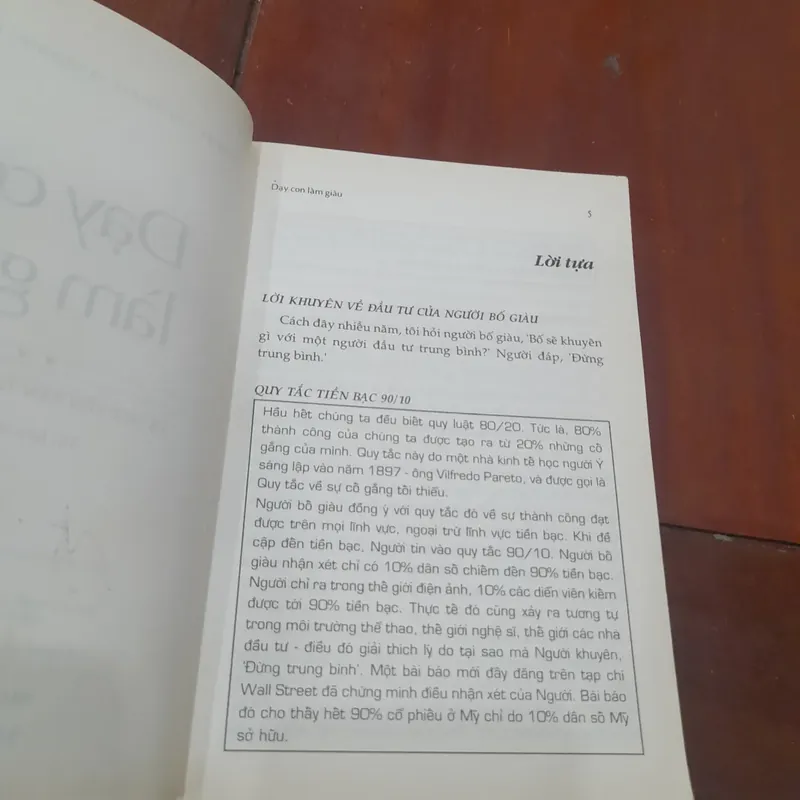 Dạy con làm giàu
5
Lời tựa
LỜI KHUYÊN VỀ ĐẦU TƯ CỦA NGƯỜI BỐ GIÀU
Cách đây nhiều năm, tôi hỏi người bố giàu, 'Bố sẽ khuyên
gì với một người đầu tư trung bình?' Người đáp, 'Đừng
trung bình.'
QUY TẮC TIỀN BẠC 90/10
Hầu hết chúng ta đều biết quy luật 80/20. Tức là, 80%
thành công của chúng ta được tạo ra từ 20% những cố
gắng của mình. Quy tắc này do một nhà kinh tế học người Ý
sáng lập vào năm 1897 - ông Vilfredo Pareto, và được gọi là
Quy tắc về sự cố gắng tối thiểu.
Người bố giàu đồng ý với quy tắc đó về sự thành công đạt
được trên mọi lĩnh vực, ngoại trừ lĩnh vực tiền bạc. Khi đề
cập đến tiền bạc, Người tin vào quy tắc 90/10. Người bố
giàu nhận xét chỉ có 10% dân số chiếm đến 90% tiền bạc.
Người chỉ ra trong thế giới điện ảnh, 10% các diễn viên kiếm
được tới 90% tiền bạc. Thực tế đó cũng xảy ra tương tự
trong môi trường thể thao, thế giới nghệ sĩ, thế giới các nhà
đầu tư - điều đó giải thích lý do tại sao mà Người khuyên,
'Đừng trung bình'. Một bài báo mới đây đăng trên tạp chí
Wall Street đã chứng minh điều nhận xét của Người. Bài báo
đó cho thấy hết 90% cổ phiếu ở Mỹ chỉ do 10% dân số Mỹ
sở hữu.